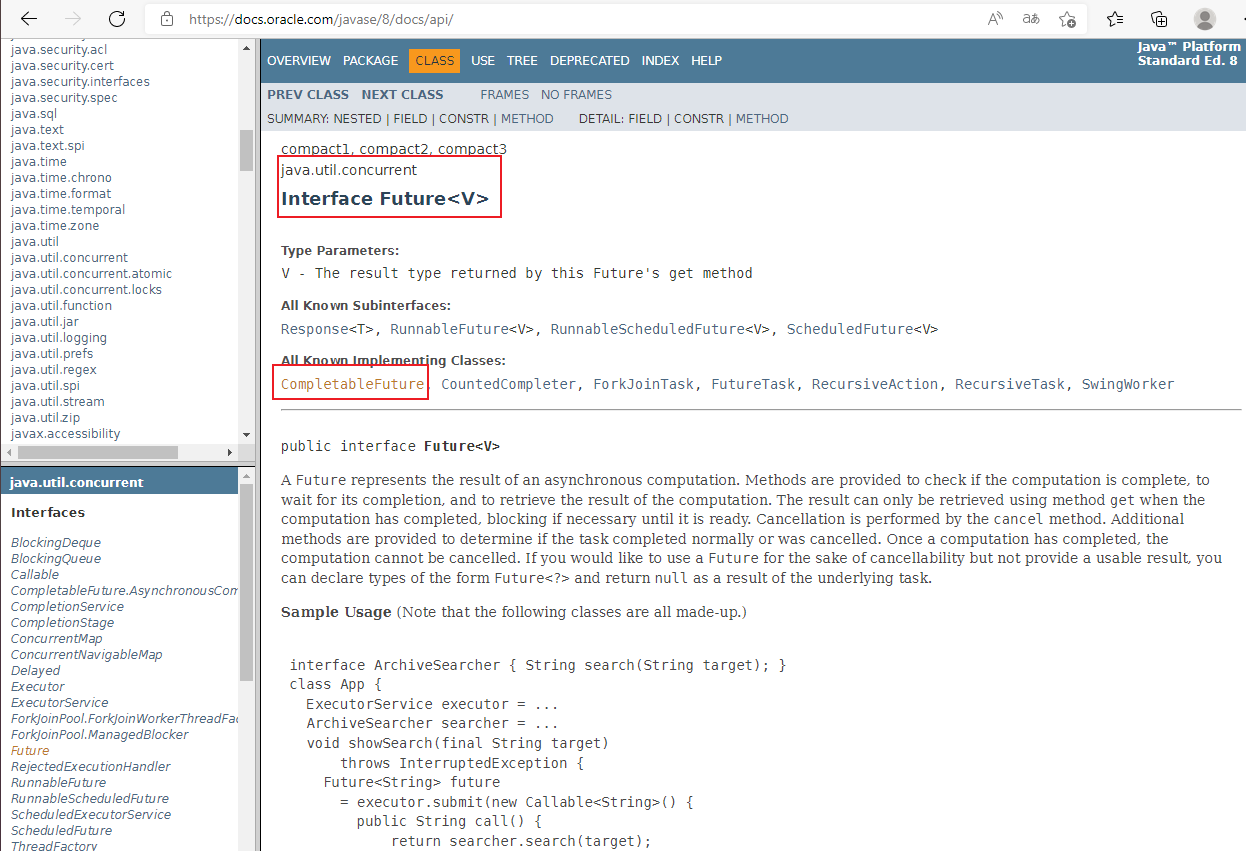 https://docs.oracle.com/javase/8/docs/api/
java.security.acl
java.security.cert
java.security.interfaces
java.security.spec
java.sql
java.text
java.text.spi
java.time
java.time.chrono
java.time.format
java.time.temporal
java.time.zone
java.util
java.util.concurrent
java.util.concurrent.atomic
java.util.concurrent.locks
java.util.function
java.util.jar
java.util.logging
java.util.prefs
java.util.regex
java.util.spi
java.util.stream
java.util.zip
javax.accessibility
java.util.concurrent
Interfaces
BlockingDeque
BlockingQueue
Callable
CompletableFuture.AsynchronousCom
CompletionService
CompletionStage
ConcurrentMap
ConcurrentNavigableMap
Delayed
Executor
ExecutorService
ForkJoinPool.ForkJoinWorkerThreadFac
ForkJoinPool.ManagedBlocker
Future
RejectedExecutionHandler
RunnableFuture
RunnableScheduledFuture
ScheduledExecutorService
ScheduledFuture
ThreadFactory
OVERVIEW PACKAGE CLASS USE TREE DEPRECATED INDEX HELP
Java™ Platform
Standard Ed. 8
PREV CLASS NEXT CLASS FRAMES NO FRAMES
SUMMARY: NESTED | FIELD | CONSTR | METHOD DETAIL: FIELD | CONSTR | METHOD
compact1, compact2, compact3
java.util.concurrent
Interface Future<V>
Type Parameters:
V - The result type returned by this Future's get method
All Known Subinterfaces:
Response<T>, RunnableFuture<V>, RunnableScheduledFuture<V>, ScheduledFuture<V>
All Known Implementing Classes:
CompletableFuture, CountedCompleter, ForkJoinTask, FutureTask, RecursiveAction, RecursiveTask, SwingWorker
public interface Future<V>
A Future represents the result of an asynchronous computation. Methods are provided to check if the computation is complete, to
wait for its completion, and to retrieve the result of the computation. The result can only be retrieved using method get when the
computation has completed, blocking if necessary until it is ready. Cancellation is performed by the cancel method. Additional
methods are provided to determine if the task completed normally or was cancelled. Once a computation has completed, the
computation cannot be cancelled. If you would like to use a Future for the sake of cancellability but not provide a usable result, you
can declare types of the form Future<?> and return null as a result of the underlying task.
Sample Usage (Note that the following classes are all made-up.)
interface ArchiveSearcher { String search(String target); }
class App {
ExecutorService executor = ...
ArchiveSearcher searcher = ...
void showSearch(final String target)
throws InterruptedException {
Future<String> future
= executor.submit(new Callable<String>() {
public String call() {
return searcher.search(target);